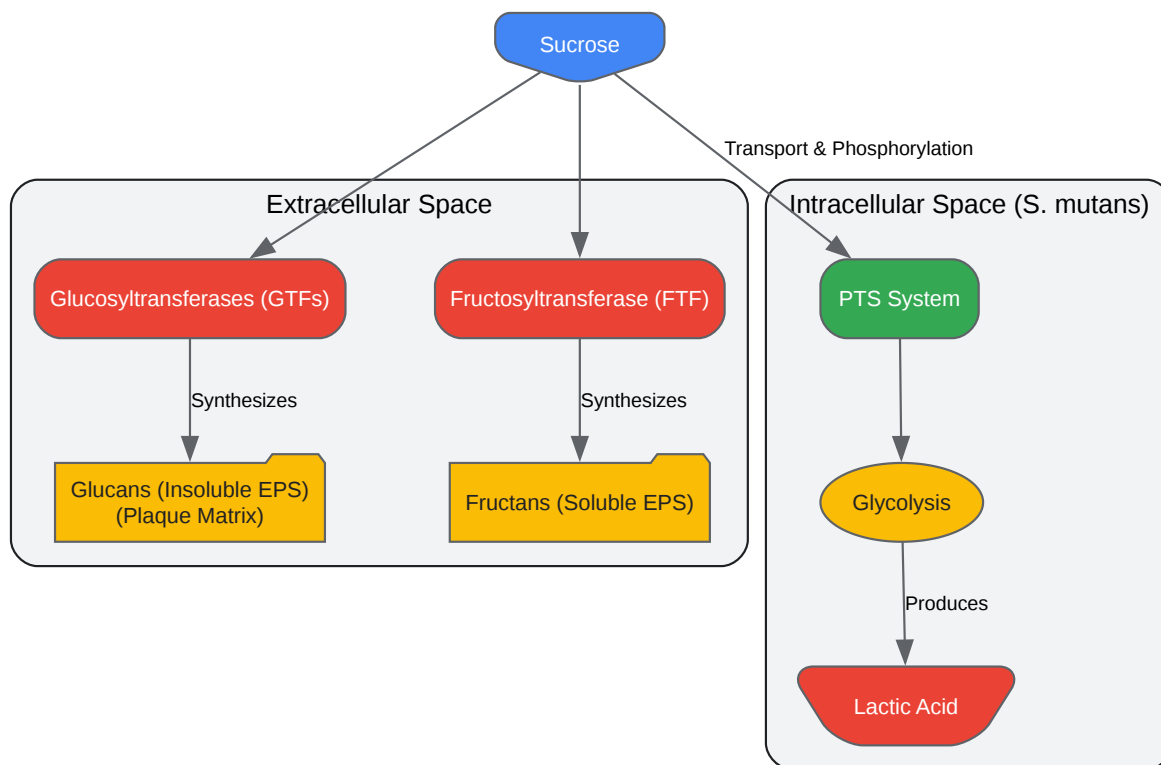 Sucrose
Transport & Phosphorylation
Extracellular Space
Intracellular Space (S. mutans)
Glucosyltransferases (GTFs)
Fructosyltransferase (FTF)
PTS System
Synthesizes
Synthesizes
Glucans (Insoluble EPS)
(Plaque Matrix)
Fructans (Soluble EPS)
Glycolysis
Produces
Lactic Acid